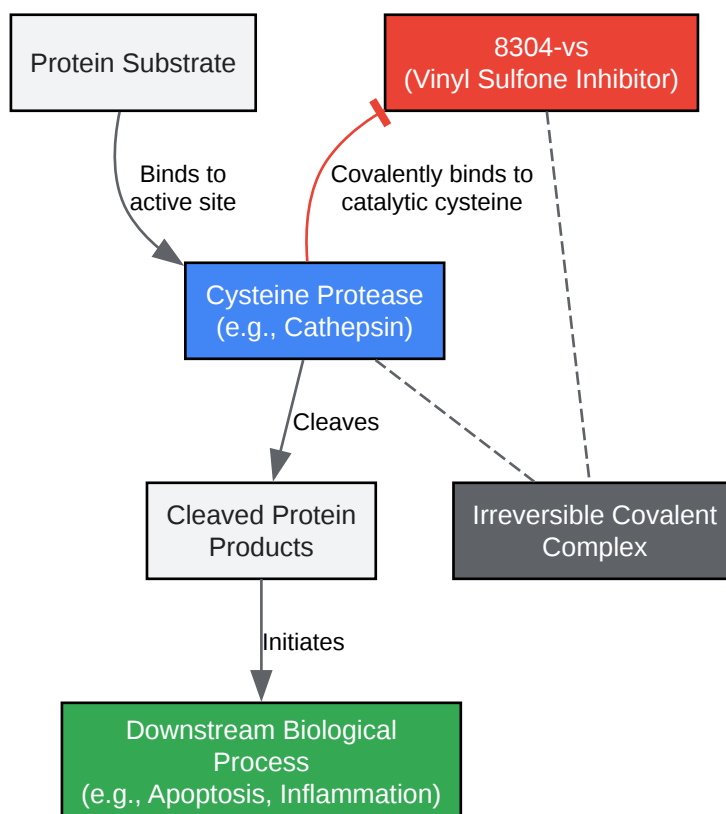 Protein Substrate
8304-vs
(Vinyl Sulfone Inhibitor)
Binds to
active site
Covalently binds to
catalytic cysteine
Cysteine Protease
(e.g., Cathepsin)
Cleaves
Cleaved Protein
Products
Irreversible Covalent
Complex
Initiates
Downstream Biological
Process
(e.g., Apoptosis, Inflammation)